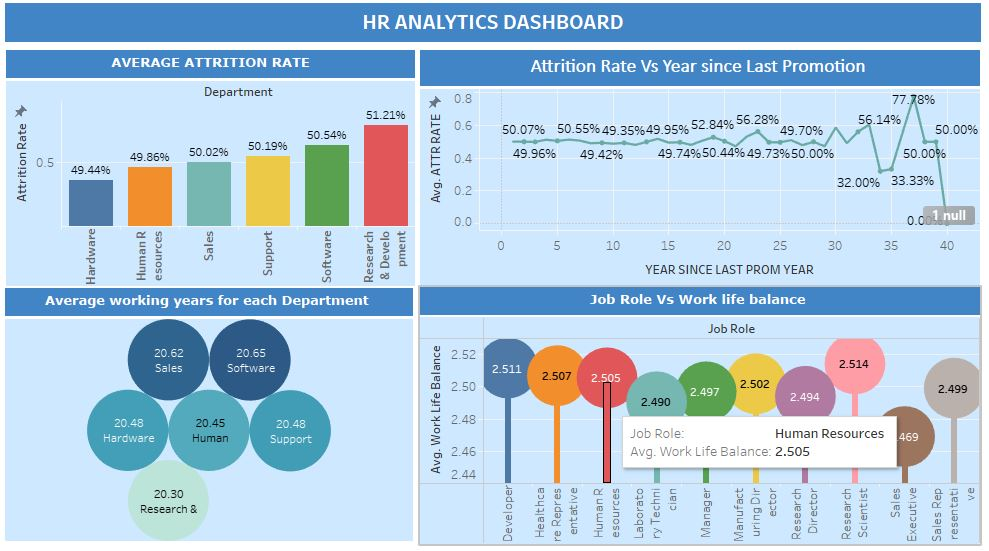 HR ANALYTICS DASHBOARD
AVERAGE ATTRITION RATE
Department
Attrition Rate
0.5
49.44%
49.86%
50.02%
50.19%
50.54%
51.21%
Hardware
Human R
esources
Sales
Support
Software
Research
& Develo
pment
Attrition Rate Vs Year since Last Promotion
Avg. ATTR RATE
0.8
0.6
0.4
0.2
0.0
50.07%
49.96%
50.55%
49.42%
49.35%
49.95%
49.74%
52.84%
50.44%
56.28%
49.73%
49.70%
50.00%
56.14%
32.00%
33.33%
77.78%
50.00%
50.00%
1 null
0
5
10
15
20
25
30
35
40
YEAR SINCE LAST PROM YEAR
Average working years for each Department
20.62
Sales
20.65
Software
20.48
Hardware
20.45
Human
20.48
Support
20.30
Research &
Job Role Vs Work life balance
Job Role
Avg. Work Life Balance
2.52
2.50
2.48
2.46
2.44
2.511
2.507
2.505
2.490
2.497
2.502
2.494
2.514
2.499
Job Role: Human Resources
Avg. Work Life Balance: 2.505
Developer
Healthca
re Repres
entative
Human R
esources
Laborato
ry Techni
cian
Manager
Manufact
uring Dir
ector
Research
Director
Research
Scientist
Sales
Executive
Sales Rep
resentati
ve